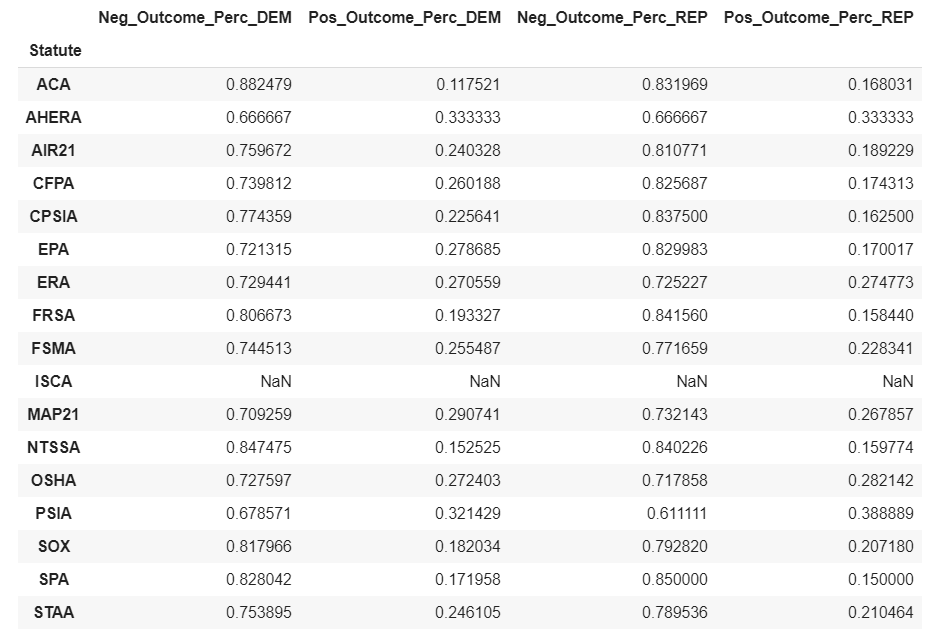 Neg_Outcome_Perc_DEM Pos_Outcome_Perc_DEM Neg_Outcome_Perc_REP Pos_Outcome_Perc_REP
Statute
ACA 0.882479 0.117521 0.831969 0.168031
AHERA 0.666667 0.333333 0.666667 0.333333
AIR21 0.759672 0.240328 0.810771 0.189229
CFPA 0.739812 0.260188 0.825687 0.174313
CPSIA 0.774359 0.225641 0.837500 0.162500
EPA 0.721315 0.278685 0.829983 0.170017
ERA 0.729441 0.270559 0.725227 0.274773
FRSA 0.806673 0.193327 0.841560 0.158440
FSMA 0.744513 0.255487 0.771659 0.228341
ISCA NaN NaN NaN NaN
MAP21 0.709259 0.290741 0.732143 0.267857
NTSSA 0.847475 0.152525 0.840226 0.159774
OSHA 0.727597 0.272403 0.717858 0.282142
PSIA 0.678571 0.321429 0.611111 0.388889
SOX 0.817966 0.182034 0.792820 0.207180
SPA 0.828042 0.171958 0.850000 0.150000
STAA 0.753895 0.246105 0.789536 0.210464